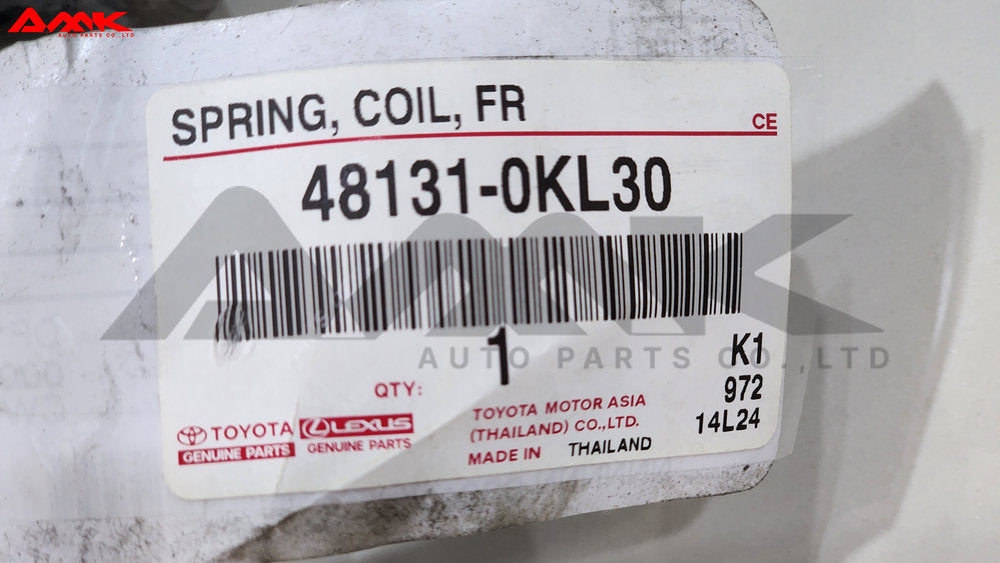 AMK
AUTO PARTS CO.,LTD
SPRING, COIL, FR
CE
48131-0KL30
AMK
AUTO PARTS CO.,LTD
1
K1
QTY:
972
14L24
TOYOTA
GENUINE PARTS
LEXUS
GENUINE PARTS
TOYOTA MOTOR ASIA
(THAILAND) CO.,LTD.
MADE IN THAILAND